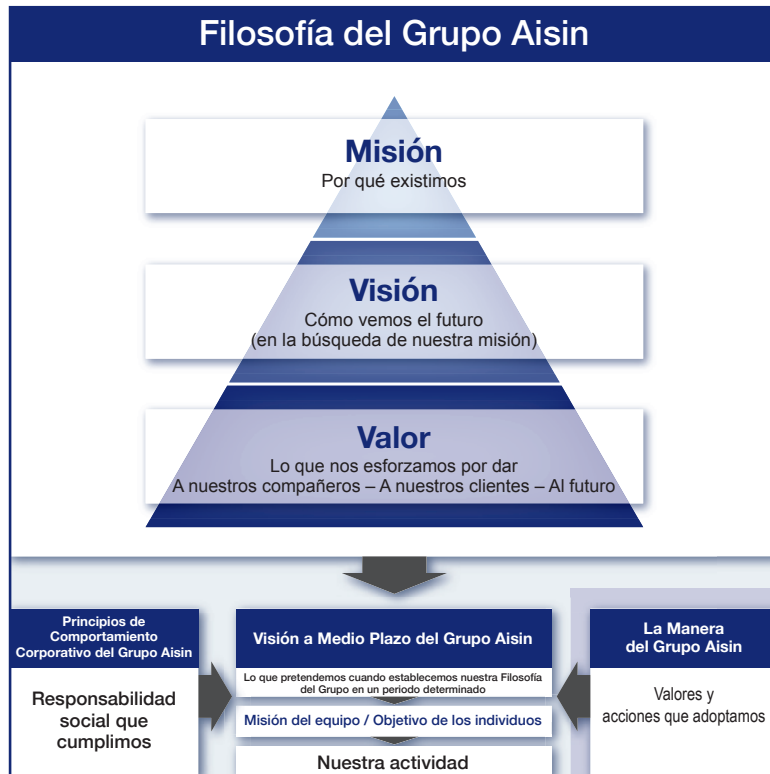 Filosofía del Grupo Aisin
Misión
Por qué existimos
Visión
Cómo vemos el futuro
(en la búsqueda de nuestra misión)
Valor
Lo que nos esforzamos por dar
A nuestros compañeros – A nuestros clientes – Al futuro
Principios de
Comportamiento
Corporativo del Grupo Aisin
Responsabilidad
social que
cumplimos
Visión a Medio Plazo del Grupo Aisin
Lo que pretendemos cuando establecemos nuestra Filosofía
del Grupo en un periodo determinado
Misión del equipo / Objetivo de los individuos
Nuestra actividad
La Manera
del Grupo Aisin
Valores y
acciones que adoptamos